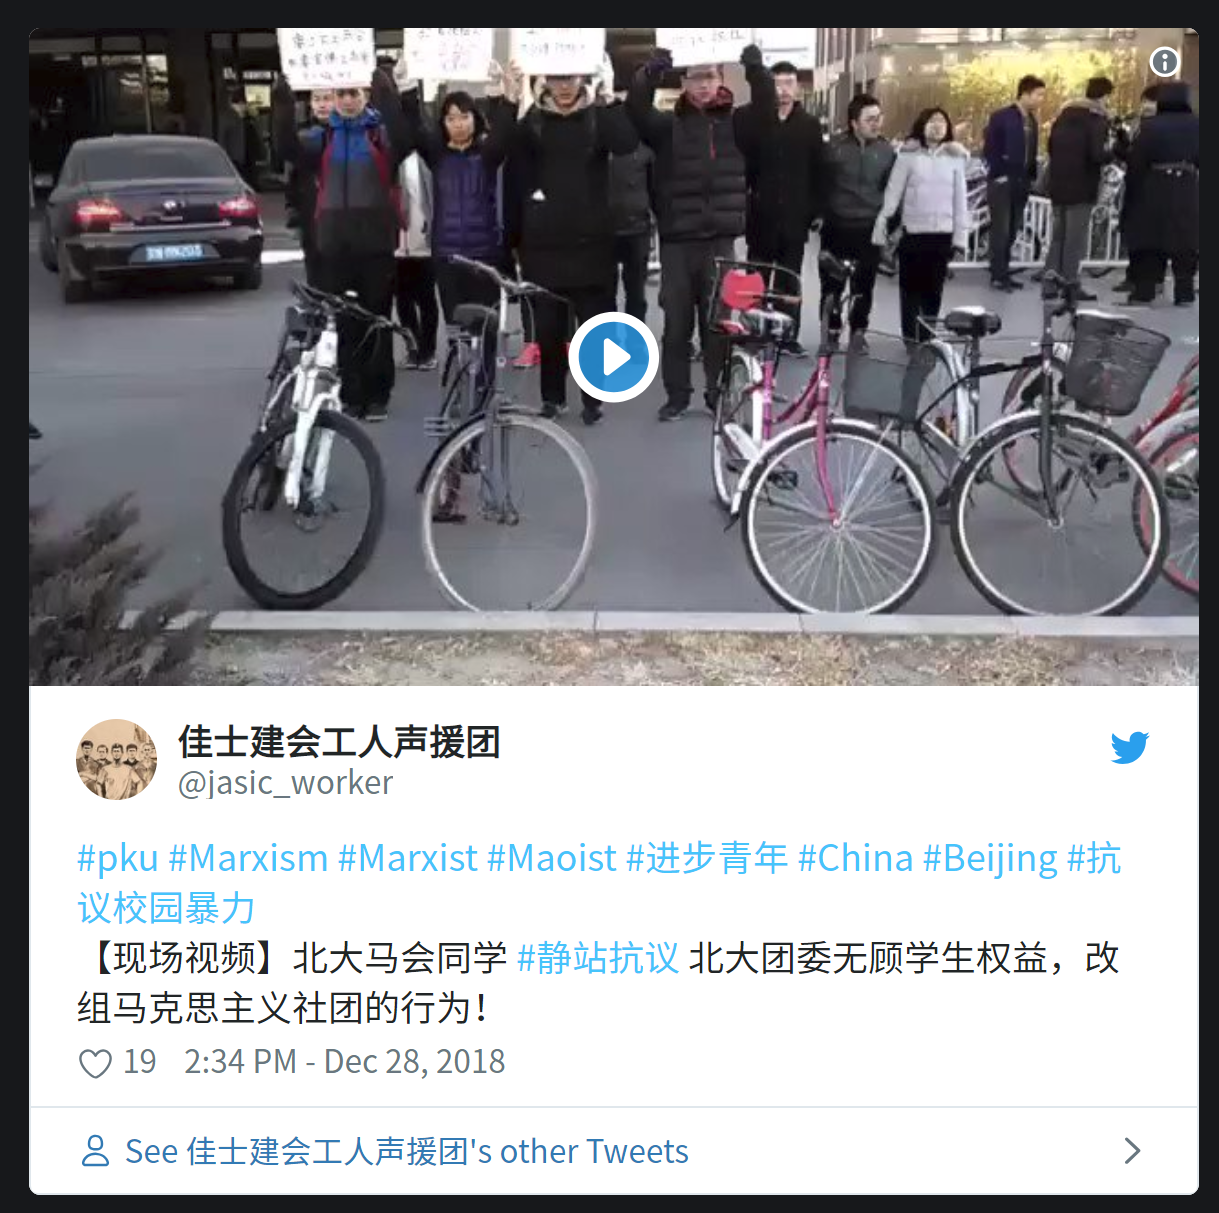 佳士建会工人声援团
@jasic_worker
#pku #Marxism #Marxist #Maoist #进步青年 #China #Beijing #抗
议校园暴力
【现场视频】北大马会同学 #静站抗议 北大团委无顾学生权益，改
组马克思主义社团的行为！
19 2:34 PM - Dec 28, 2018
See 佳士建会工人声援团's other Tweets